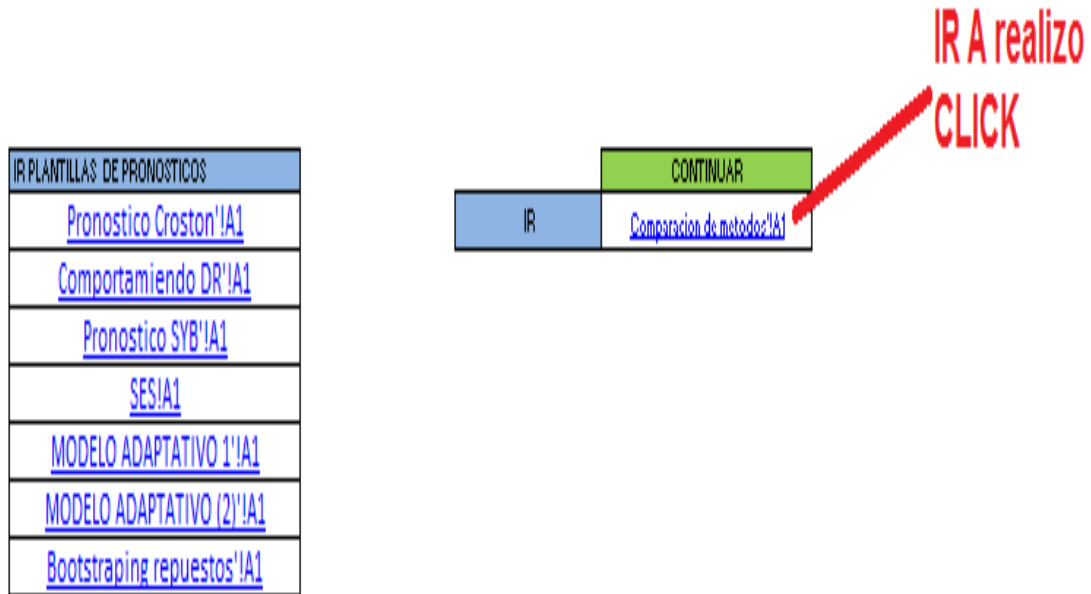 IR A realizo
CLICK
IR PLANTILLAS DE PRONOSTICOS
Pronostico Croston'!A1
Comportamiendo DR'!A1
Pronostico SYB'!A1
SES!A1
MODELO ADAPTATIVO 1'!A1
MODELO ADAPTATIVO (2)'!A1
Bootstraping repuestos'!A1
CONTINUAR
IR
Comparacion de metodos'!A1